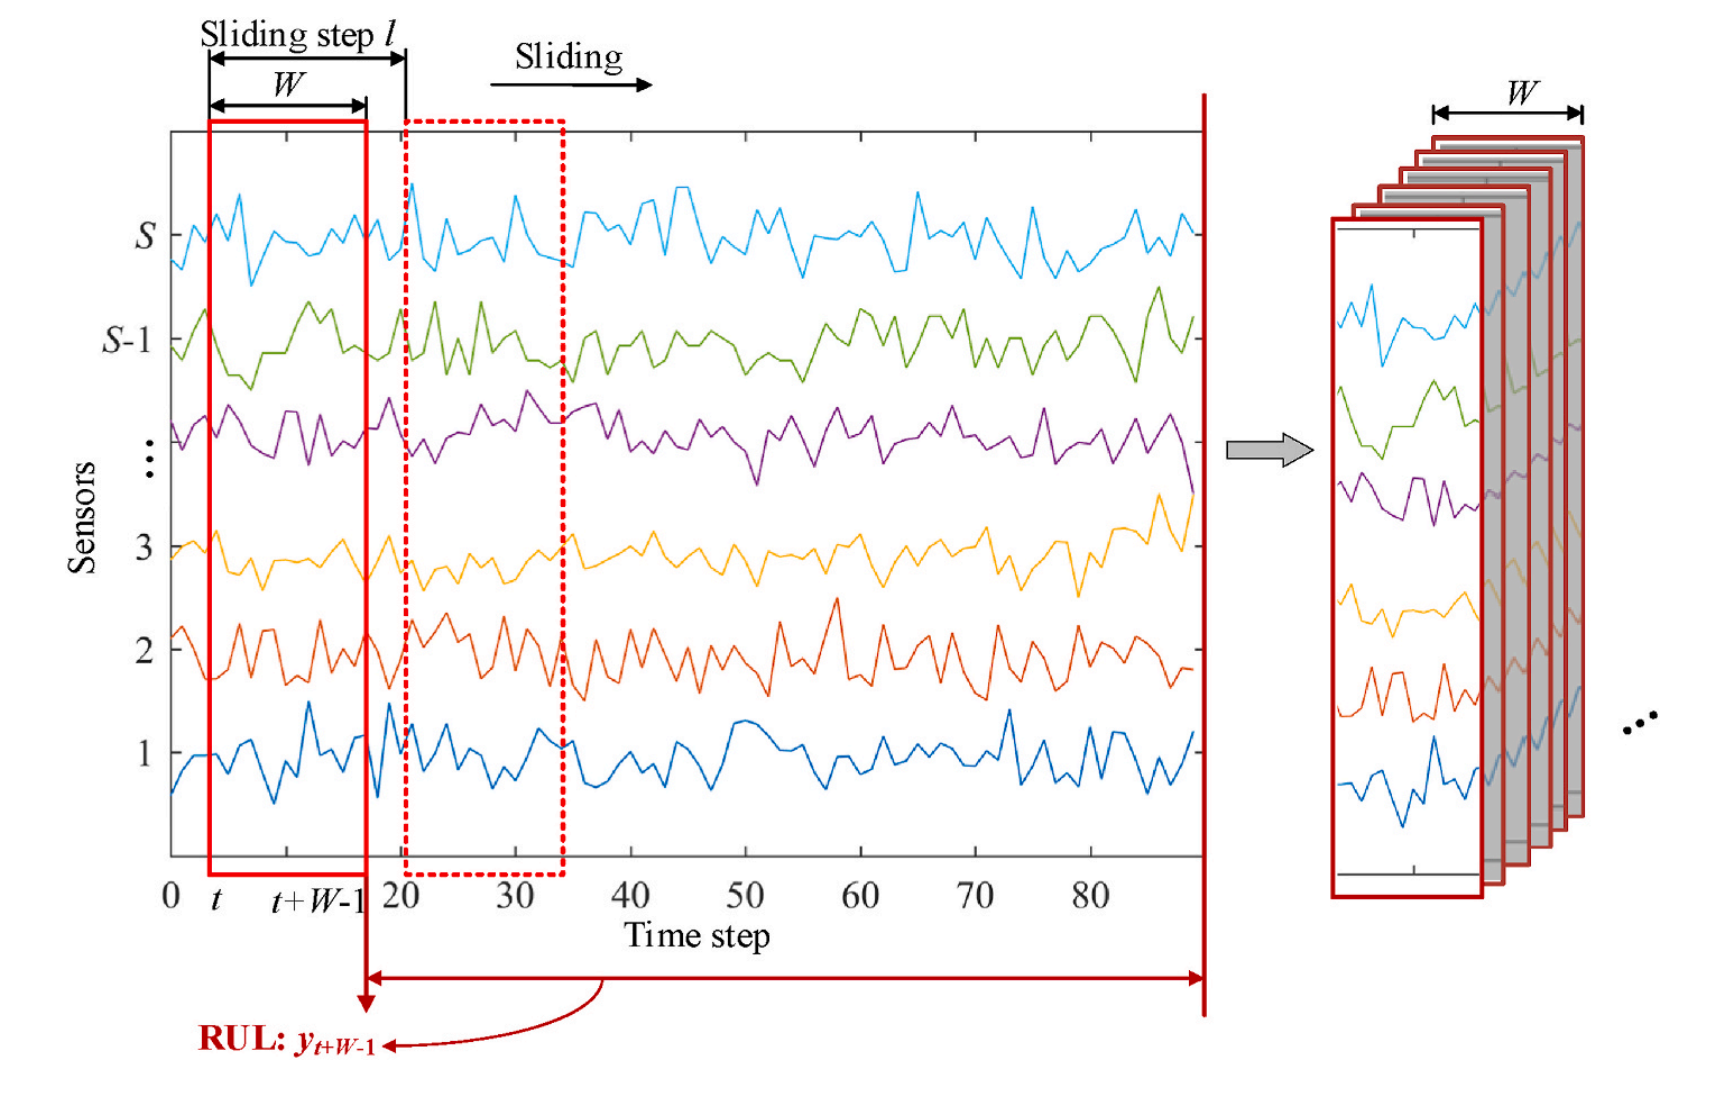 Sliding step l
Sliding
W
W
S
S-1
⋮
3
2
1
Sensors
0 t t+W-1 20 30 40 50 60 70 80
Time step
RUL: y_{t+W-1}
...